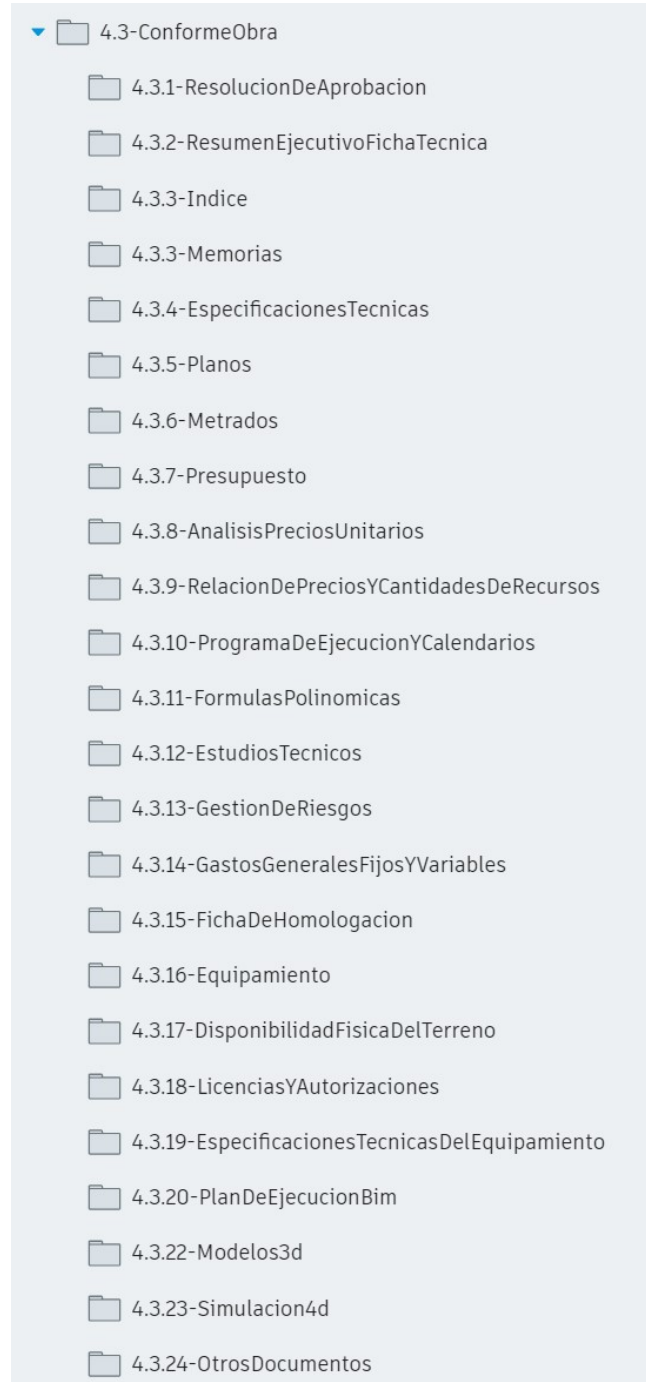 4.3-ConformeObra
4.3.1-ResolucionDeAprobacion
4.3.2-ResumenEjecutivoFichaTecnica
4.3.3-Indice
4.3.3-Memorias
4.3.4-EspecificacionesTecnicas
4.3.5-Planos
4.3.6-Metrados
4.3.7-Presupuesto
4.3.8-AnalisisPreciosUnitarios
4.3.9-RelacionDePreciosYCantidadesDeRecursos
4.3.10-ProgramaDeEjecucionYCalendarios
4.3.11-FormulasPolinomicas
4.3.12-EstudiosTecnicos
4.3.13-GestionDeRiesgos
4.3.14-GastosGeneralesFijosYVariables
4.3.15-FichaDeHomologacion
4.3.16-Equipamiento
4.3.17-DisponibilidadFisicaDelTerreno
4.3.18-LicenciasYAutorizaciones
4.3.19-EspecificacionesTecnicasDelEquipamiento
4.3.20-PlanDeEjecucionBim
4.3.22-Modelos3d
4.3.23-Simulacion4d
4.3.24-OtrosDocumentos